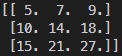 [[ 5.  7.  9.]
 [10. 14. 18.]
 [15. 21. 27.]]